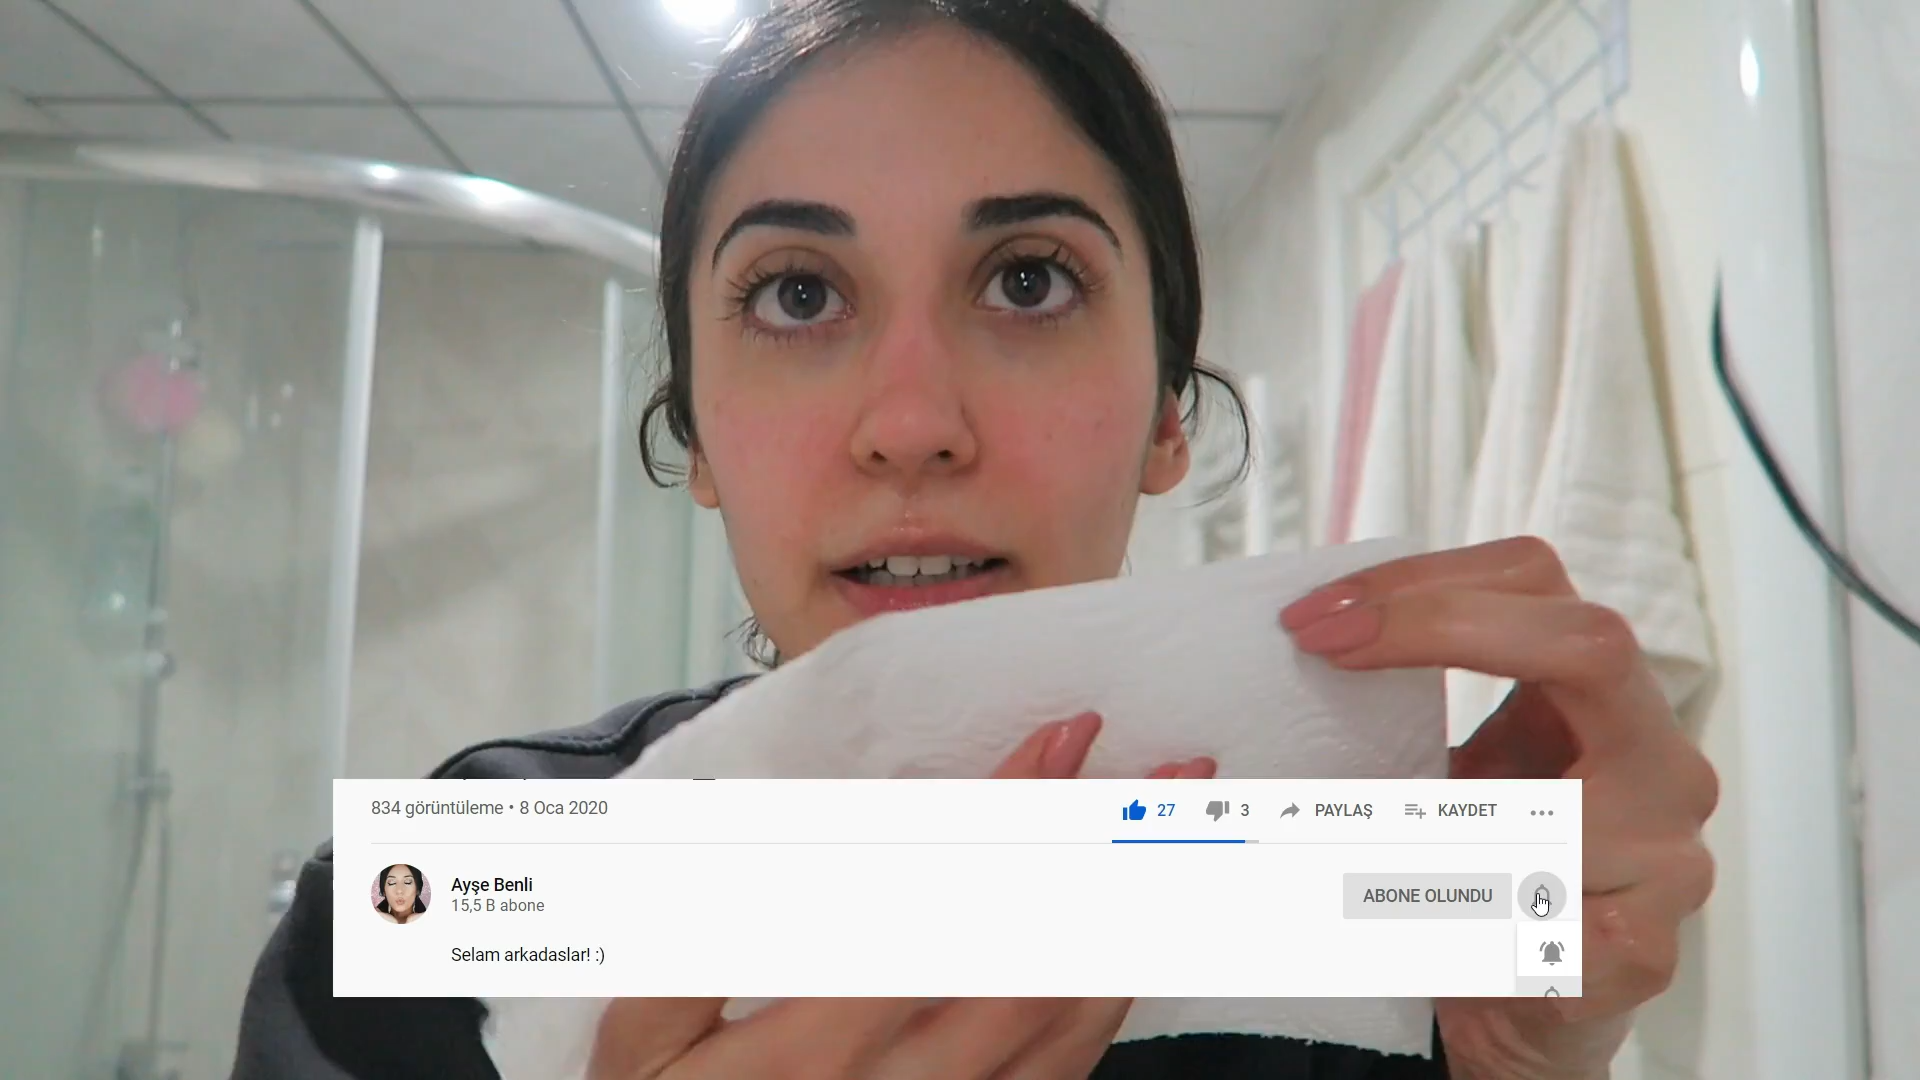 834 görüntüleme • 8 Oca 2020
27
3
PAYLAŞ
KAYDET
Ayşe Benli
15,5 B abone
ABONE OLUNDU
Selam arkadaslar! :)